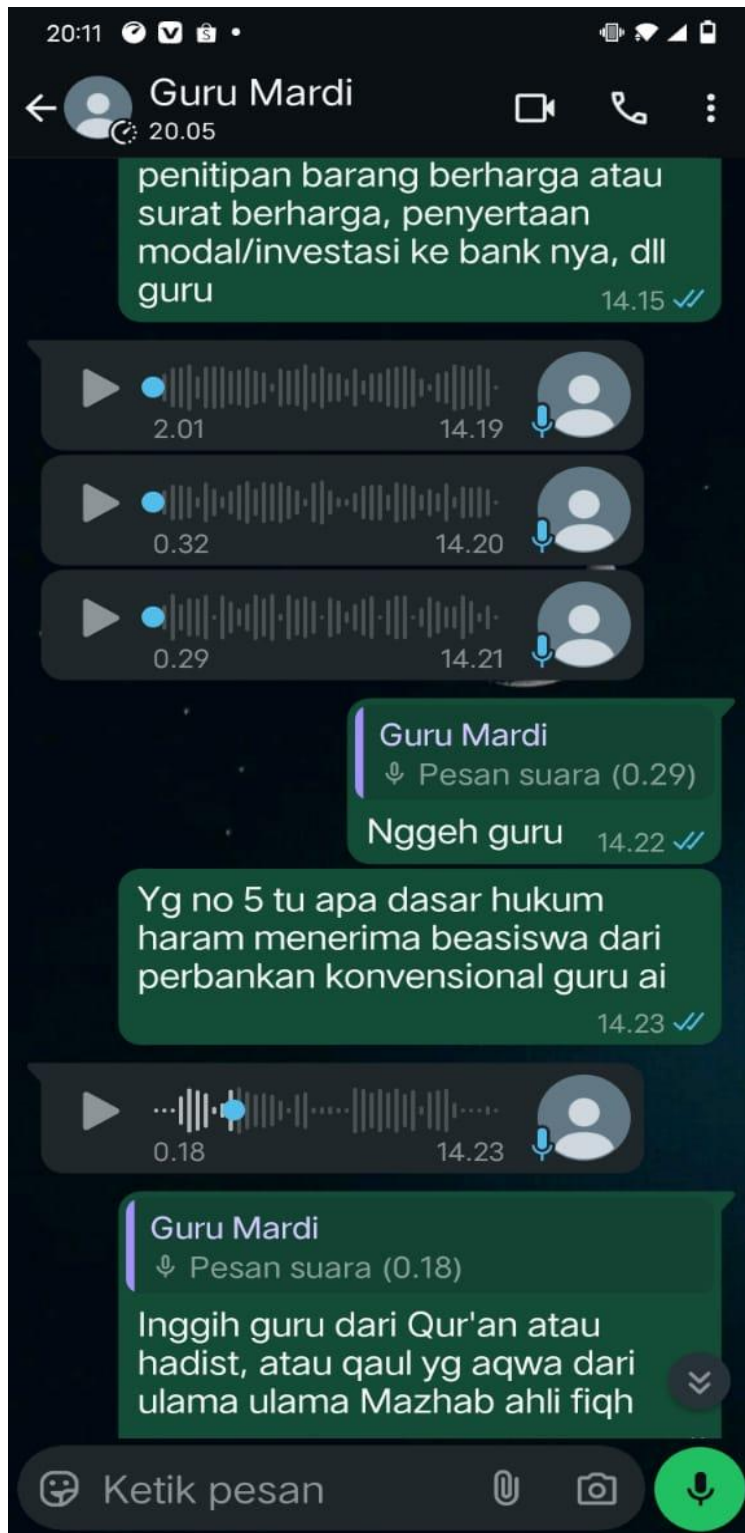 20:11
Guru Mardi
20.05
penitipan barang berharga atau
surat berharga, penyertaan
modal/investasi ke bank nya, dll
guru
14.15
2.01 14.19
0.32 14.20
0.29 14.21
Guru Mardi
Pesan suara (0.29)
Nggeh guru 14.22
Yg no 5 tu apa dasar hukum
haram menerima beasiswa dari
perbankan konvensional guru ai
14.23
0.18 14.23
Guru Mardi
Pesan suara (0.18)
Inggih guru dari Qur'an atau
hadist, atau qaul yg aqwa dari
ulama ulama Mazhab ahli fiqh
Ketik pesan